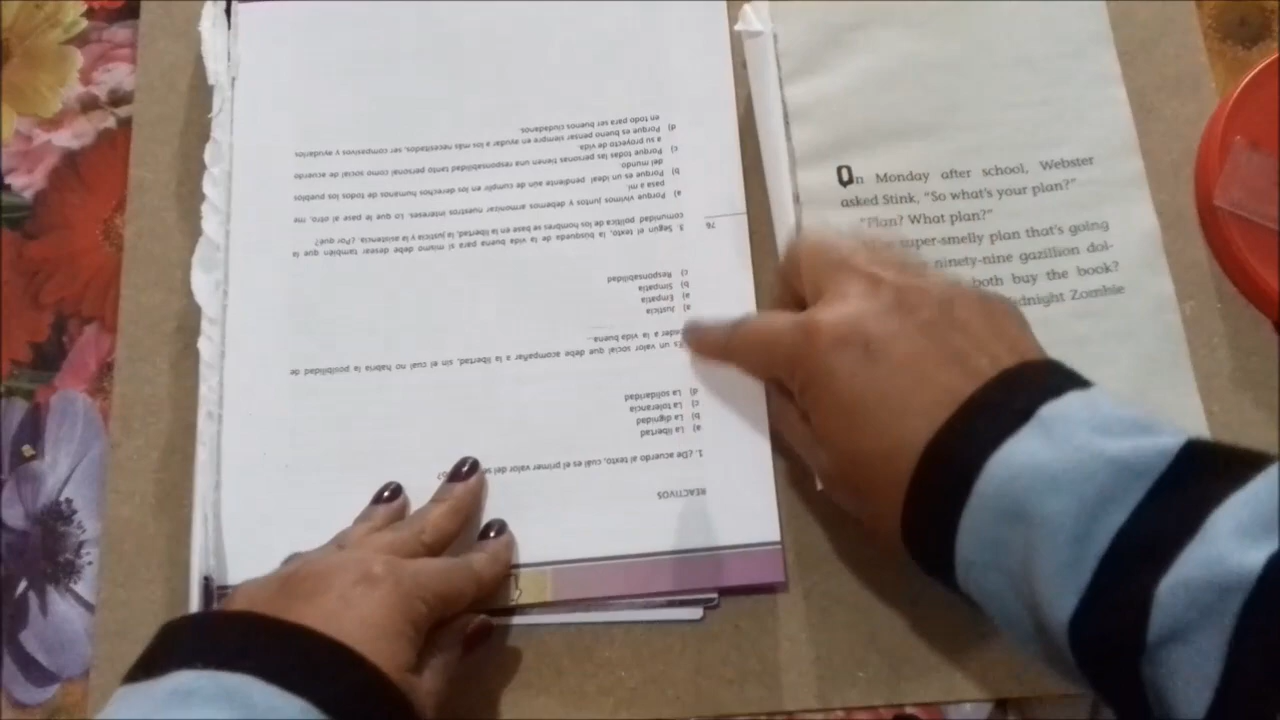 REACTIVOS
1. ¿De acuerdo al texto, cuál es el primer valor del
a) La libertad
b) La dignidad
c) La tolerancia
d) La solidaridad
Es un valor social que debe acompañar a la libertad, sin el cual no habría la posibilidad de
a la vida buena
a) Justicia
a) Empatía
b) Simpatía
c) Responsabilidad
76
3. Según el texto, la búsqueda de la vida buena para sí mismo debe desear también que la
comunidad política de los hombres se base en la libertad, la justicia y la asistencia. ¿Por qué?
a) Porque vivimos juntos y debemos armonizar nuestros intereses. Lo que le pase al otro, me
pasa a mí.
b) Porque es un ideal pendiente aún de cumplir en los derechos humanos de todos los pueblos
del mundo.
c) Porque todas las personas tienen una responsabilidad tanto personal como social de acuerdo
a su proyecto de vida.
d) Porque es bueno pensar siempre en ayudar a los más necesitados, ser compasivos y ayudarlos
en todo para ser buenos ciudadanos.
On Monday after school, Webster
asked Stink, “So what's your plan?”
“Plan? What plan?”
super-smelly plan that's going
ninety-nine gazillion dol-
both buy the book?
Midnight Zombie